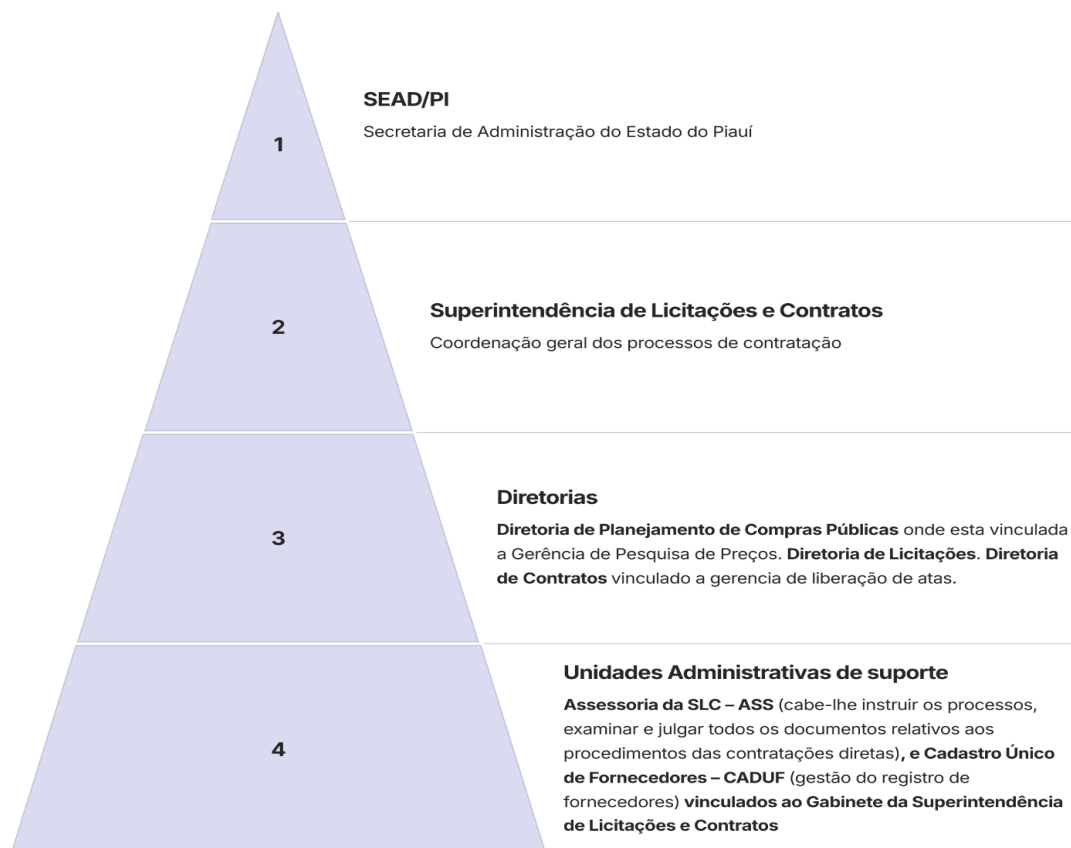 1
SEAD/PI
Secretaria de Administração do Estado do Piauí
2
Superintendência de Licitações e Contratos
Coordenação geral dos processos de contratação
3
Diretorias
Diretoria de Planejamento de Compras Públicas onde esta vinculada
a Gerência de Pesquisa de Preços. Diretoria de Licitações. Diretoria
de Contratos vinculado a gerencia de liberação de atas.
4
Unidades Administrativas de suporte
Assessoria da SLC – ASS (cabe-lhe instruir os processos,
examinar e julgar todos os documentos relativos aos
procedimentos das contratações diretas), e Cadastro Único
de Fornecedores – CADUF (gestão do registro de
fornecedores) vinculados ao Gabinete da Superintendência
de Licitações e Contratos